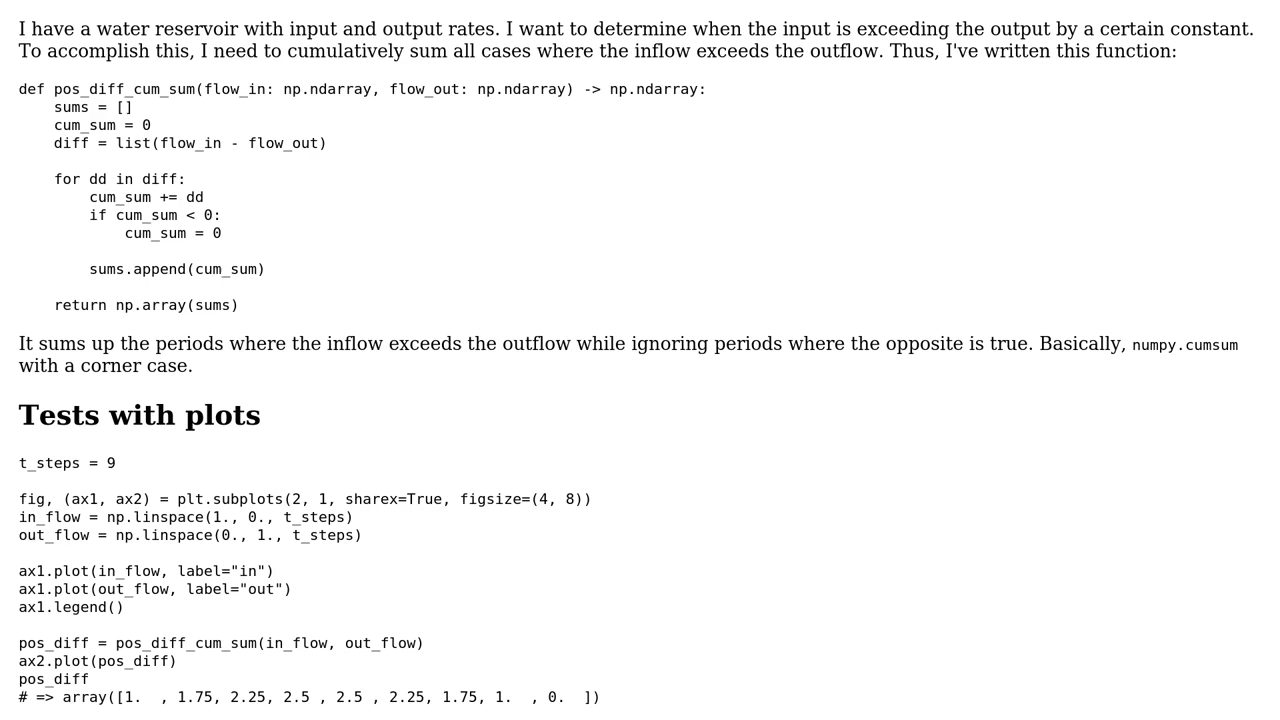 I have a water reservoir with input and output rates. I want to determine when the input is exceeding the output by a certain constant.
To accomplish this, I need to cumulatively sum all cases where the inflow exceeds the outflow. Thus, I've written this function:
def pos_diff_cum_sum(flow_in: np.ndarray, flow_out: np.ndarray) -> np.ndarray:
    sums = []
    cum_sum = 0
    diff = list(flow_in - flow_out)

    for dd in diff:
        cum_sum += dd
        if cum_sum < 0:
            cum_sum = 0

        sums.append(cum_sum)

    return np.array(sums)
It sums up the periods where the inflow exceeds the outflow while ignoring periods where the opposite is true. Basically, numpy.cumsum
with a corner case.
Tests with plots
t_steps = 9

fig, (ax1, ax2) = plt.subplots(2, 1, sharex=True, figsize=(4, 8))
in_flow = np.linspace(1., 0., t_steps)
out_flow = np.linspace(0., 1., t_steps)

ax1.plot(in_flow, label="in")
ax1.plot(out_flow, label="out")
ax1.legend()

pos_diff = pos_diff_cum_sum(in_flow, out_flow)
ax2.plot(pos_diff)
pos_diff
# => array([1.  , 1.75, 2.25, 2.5 , 2.5 , 2.25, 1.75, 1.  , 0.  ])